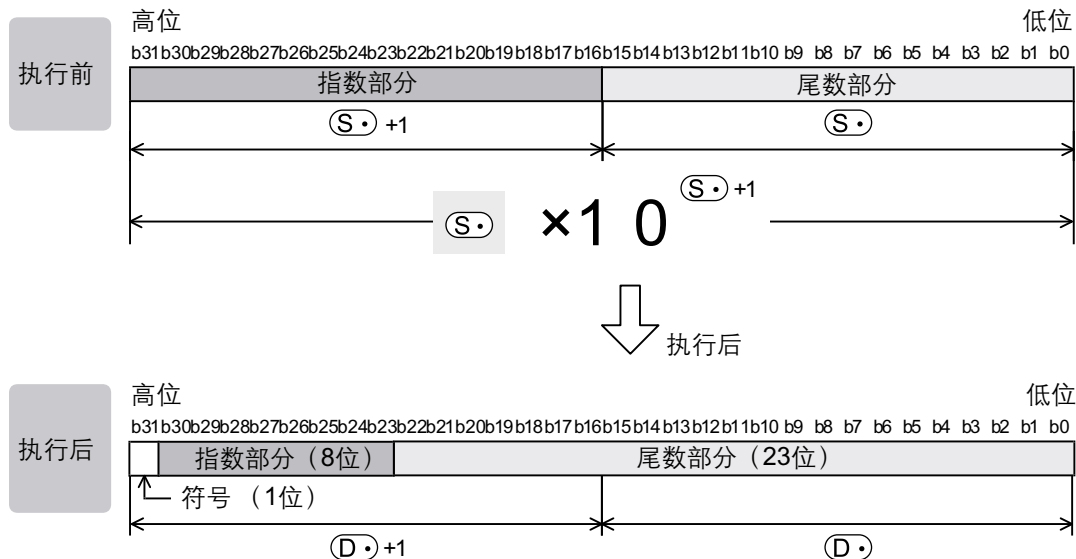 高位 低位
b31b30b29b28b27b26b25b24b23b22b21b20b19b18b17b16b15b14b13b12b11b10 b9 b8 b7 b6 b5 b4 b3 b2 b1 b0
执行前
指数部分 尾数部分
S· +1 S·
S· ×10 S· +1
执行后
高位 低位
b31b30b29b28b27b26b25b24b23b22b21b20b19b18b17b16b15b14b13b12b11b10 b9 b8 b7 b6 b5 b4 b3 b2 b1 b0
执行后
指数部分（8位） 尾数部分（23位）
符号 （1位）
D· +1 D·